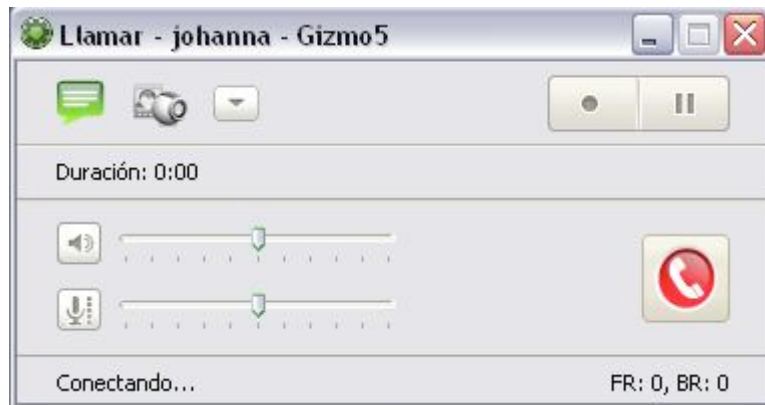 Llamar - johanna - Gizmo5
Duración: 0:00
Conectando...
FR: 0, BR: 0